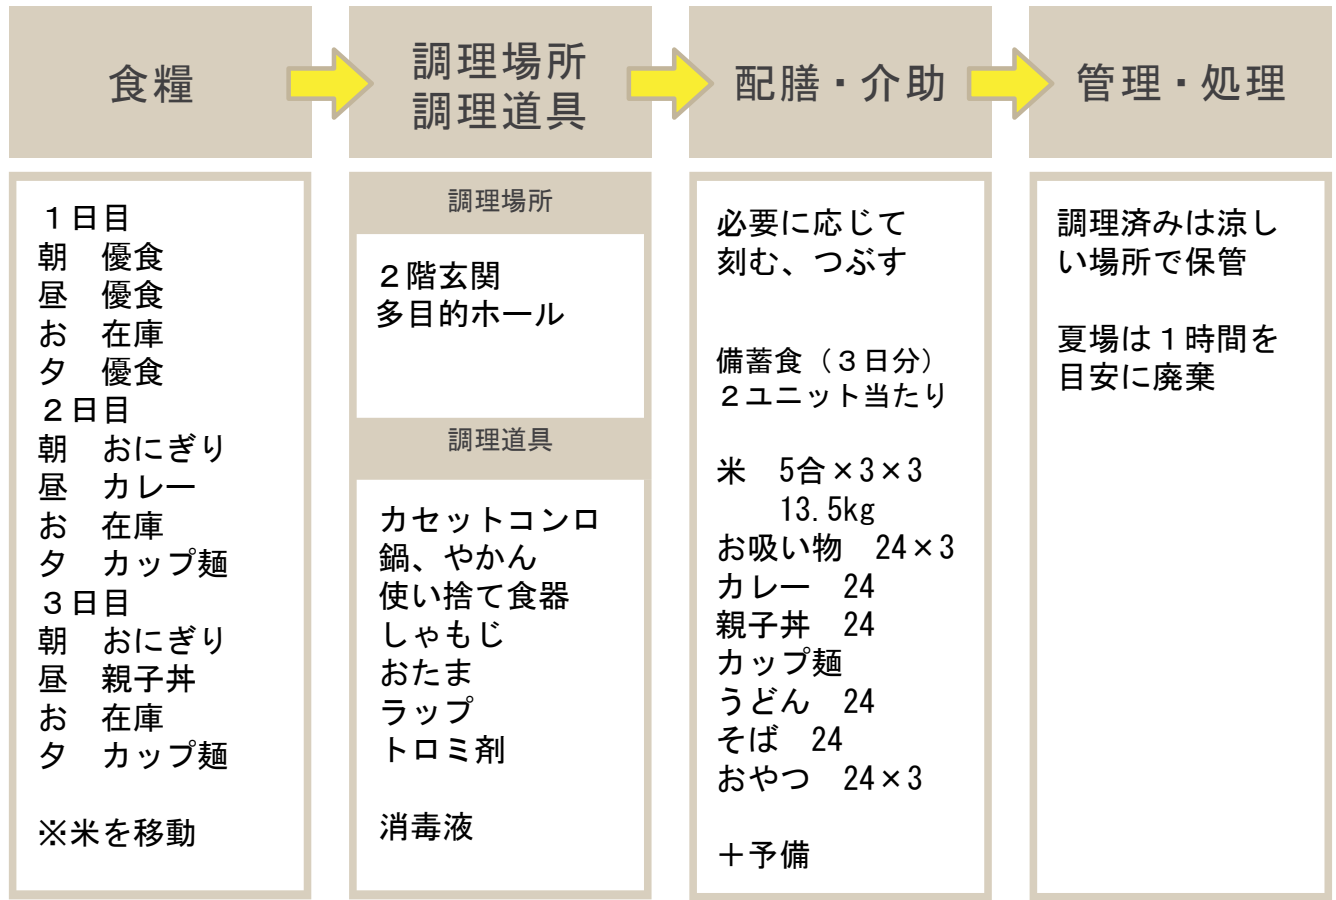 食糧
１日目
朝　優食
昼　優食
お　在庫
夕　優食
２日目
朝　おにぎり
昼　カレー
お　在庫
夕　カップ麺
３日目
朝　おにぎり
昼　親子丼
お　在庫
夕　カップ麺
※米を移動
調理場所
調理道具
調理場所
２階玄関
多目的ホール
調理道具
カセットコンロ
鍋、やかん
使い捨て食器
しゃもじ
おたま
ラップ
トロミ剤
消毒液
配膳・介助
必要に応じて
刻む、つぶす
備蓄食（３日分）
２ユニット当たり
米　5合×3×3
13.5kg
お吸い物　24×3
カレー　24
親子丼　24
カップ麺
うどん　24
そば　24
おやつ　24×3
＋予備
管理・処理
調理済みは涼し
い場所で保管
夏場は１時間を
目安に廃棄